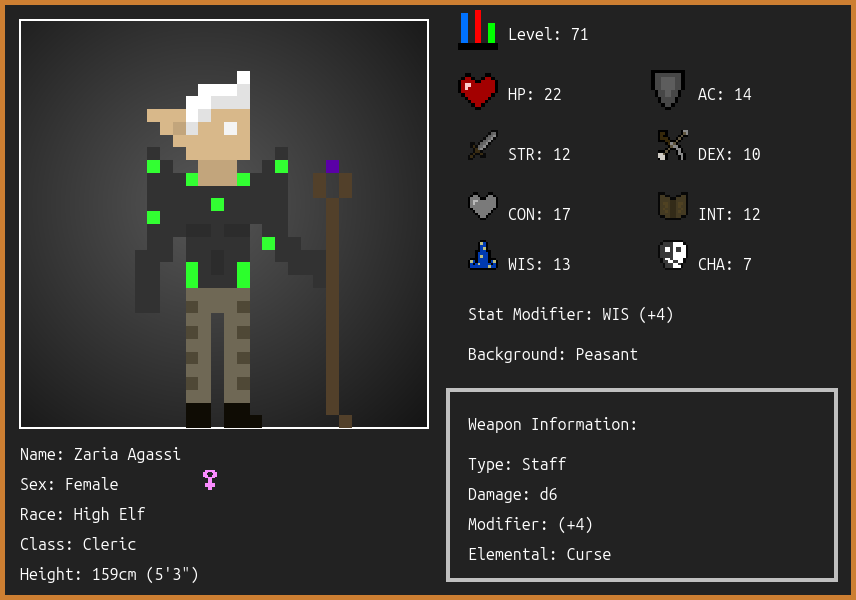 Level: 71
HP: 22 AC: 14
STR: 12 DEX: 10
CON: 17 INT: 12
WIS: 13 CHA: 7
Stat Modifier: WIS (+4)
Background: Peasant
Weapon Information:
Type: Staff
Damage: d6
Modifier: (+4)
Elemental: Curse
Name: Zaria Agassi
Sex: Female
Race: High Elf
Class: Cleric
Height: 159cm (5'3")